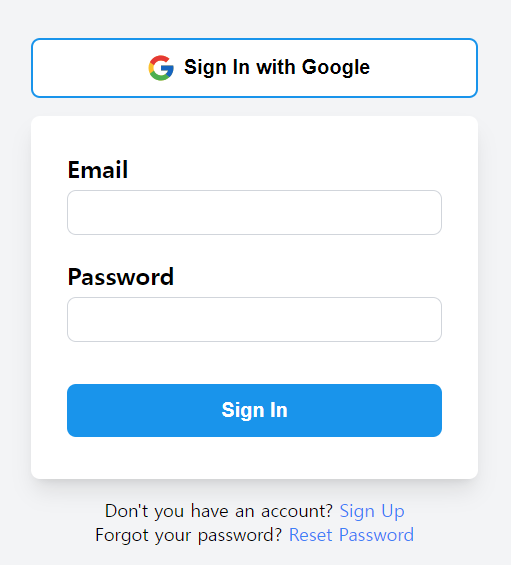 Sign In with Google
Email
Password
Sign In
Don't you have an account? Sign Up
Forgot your password? Reset Password